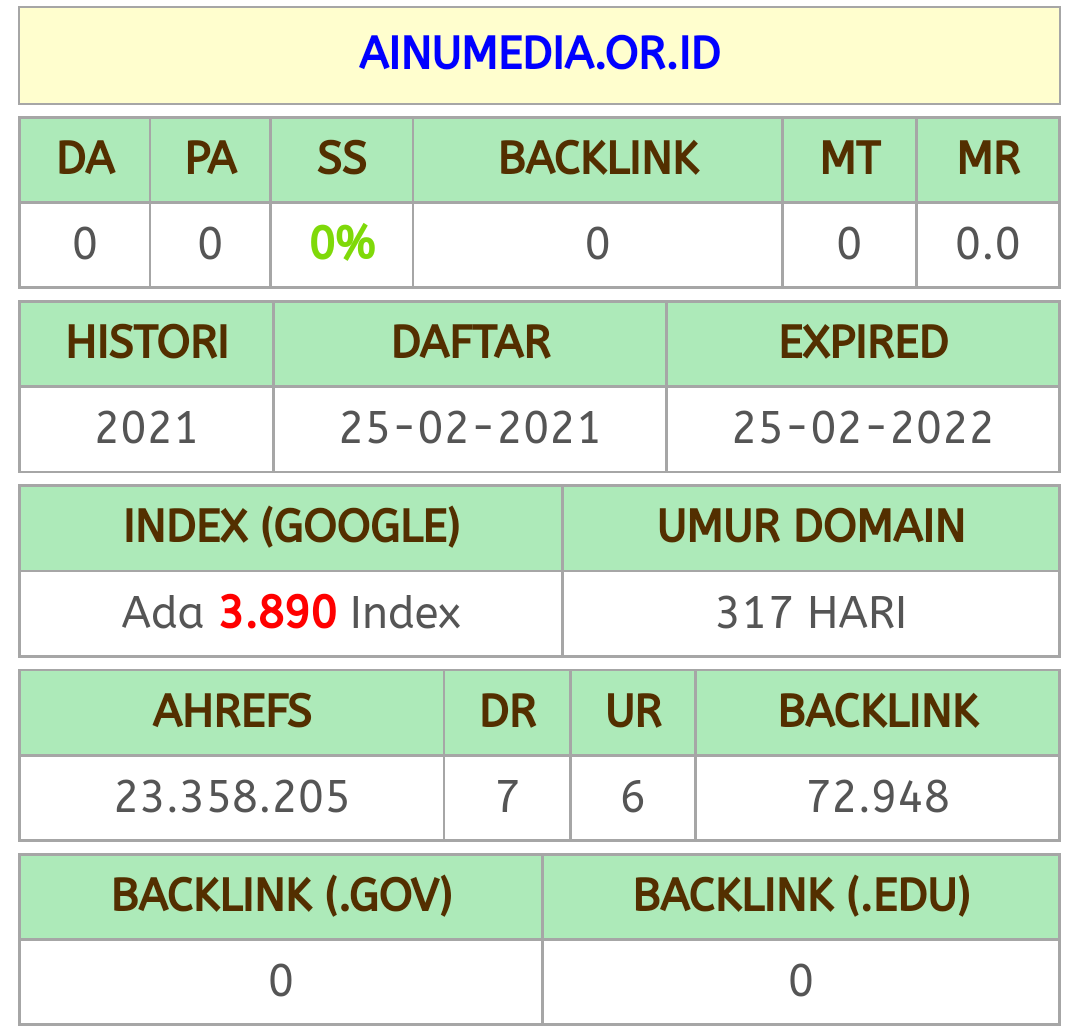 AINUMEDIA.OR.ID
DA PA SS BACKLINK MT MR
0 0 0% 0 0 0.0
HISTORI DAFTAR EXPIRED
2021 25-02-2021 25-02-2022
INDEX (GOOGLE) UMUR DOMAIN
Ada 3.890 Index 317 HARI
AHREFS DR UR BACKLINK
23.358.205 7 6 72.948
BACKLINK (.GOV) BACKLINK (.EDU)
0 0